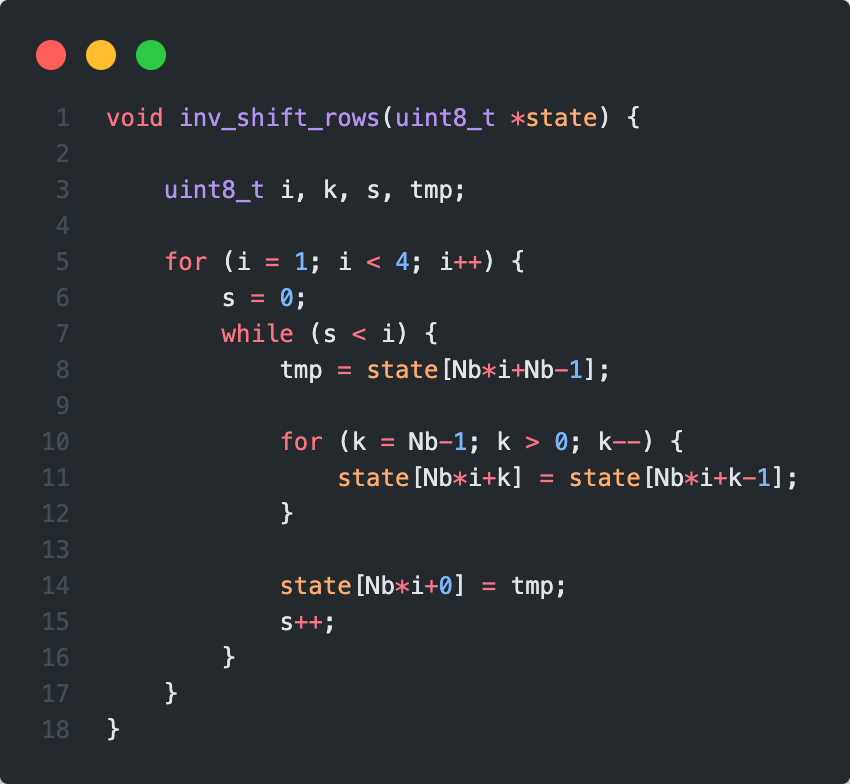 1 void inv_shift_rows(uint8_t *state) {
2
3     uint8_t i, k, s, tmp;
4
5     for (i = 1; i < 4; i++) {
6         s = 0;
7         while (s < i) {
8             tmp = state[Nb*i+Nb-1];
9
10             for (k = Nb-1; k > 0; k--) {
11                 state[Nb*i+k] = state[Nb*i+k-1];
12             }
13
14             state[Nb*i+0] = tmp;
15             s++;
16         }
17     }
18 }